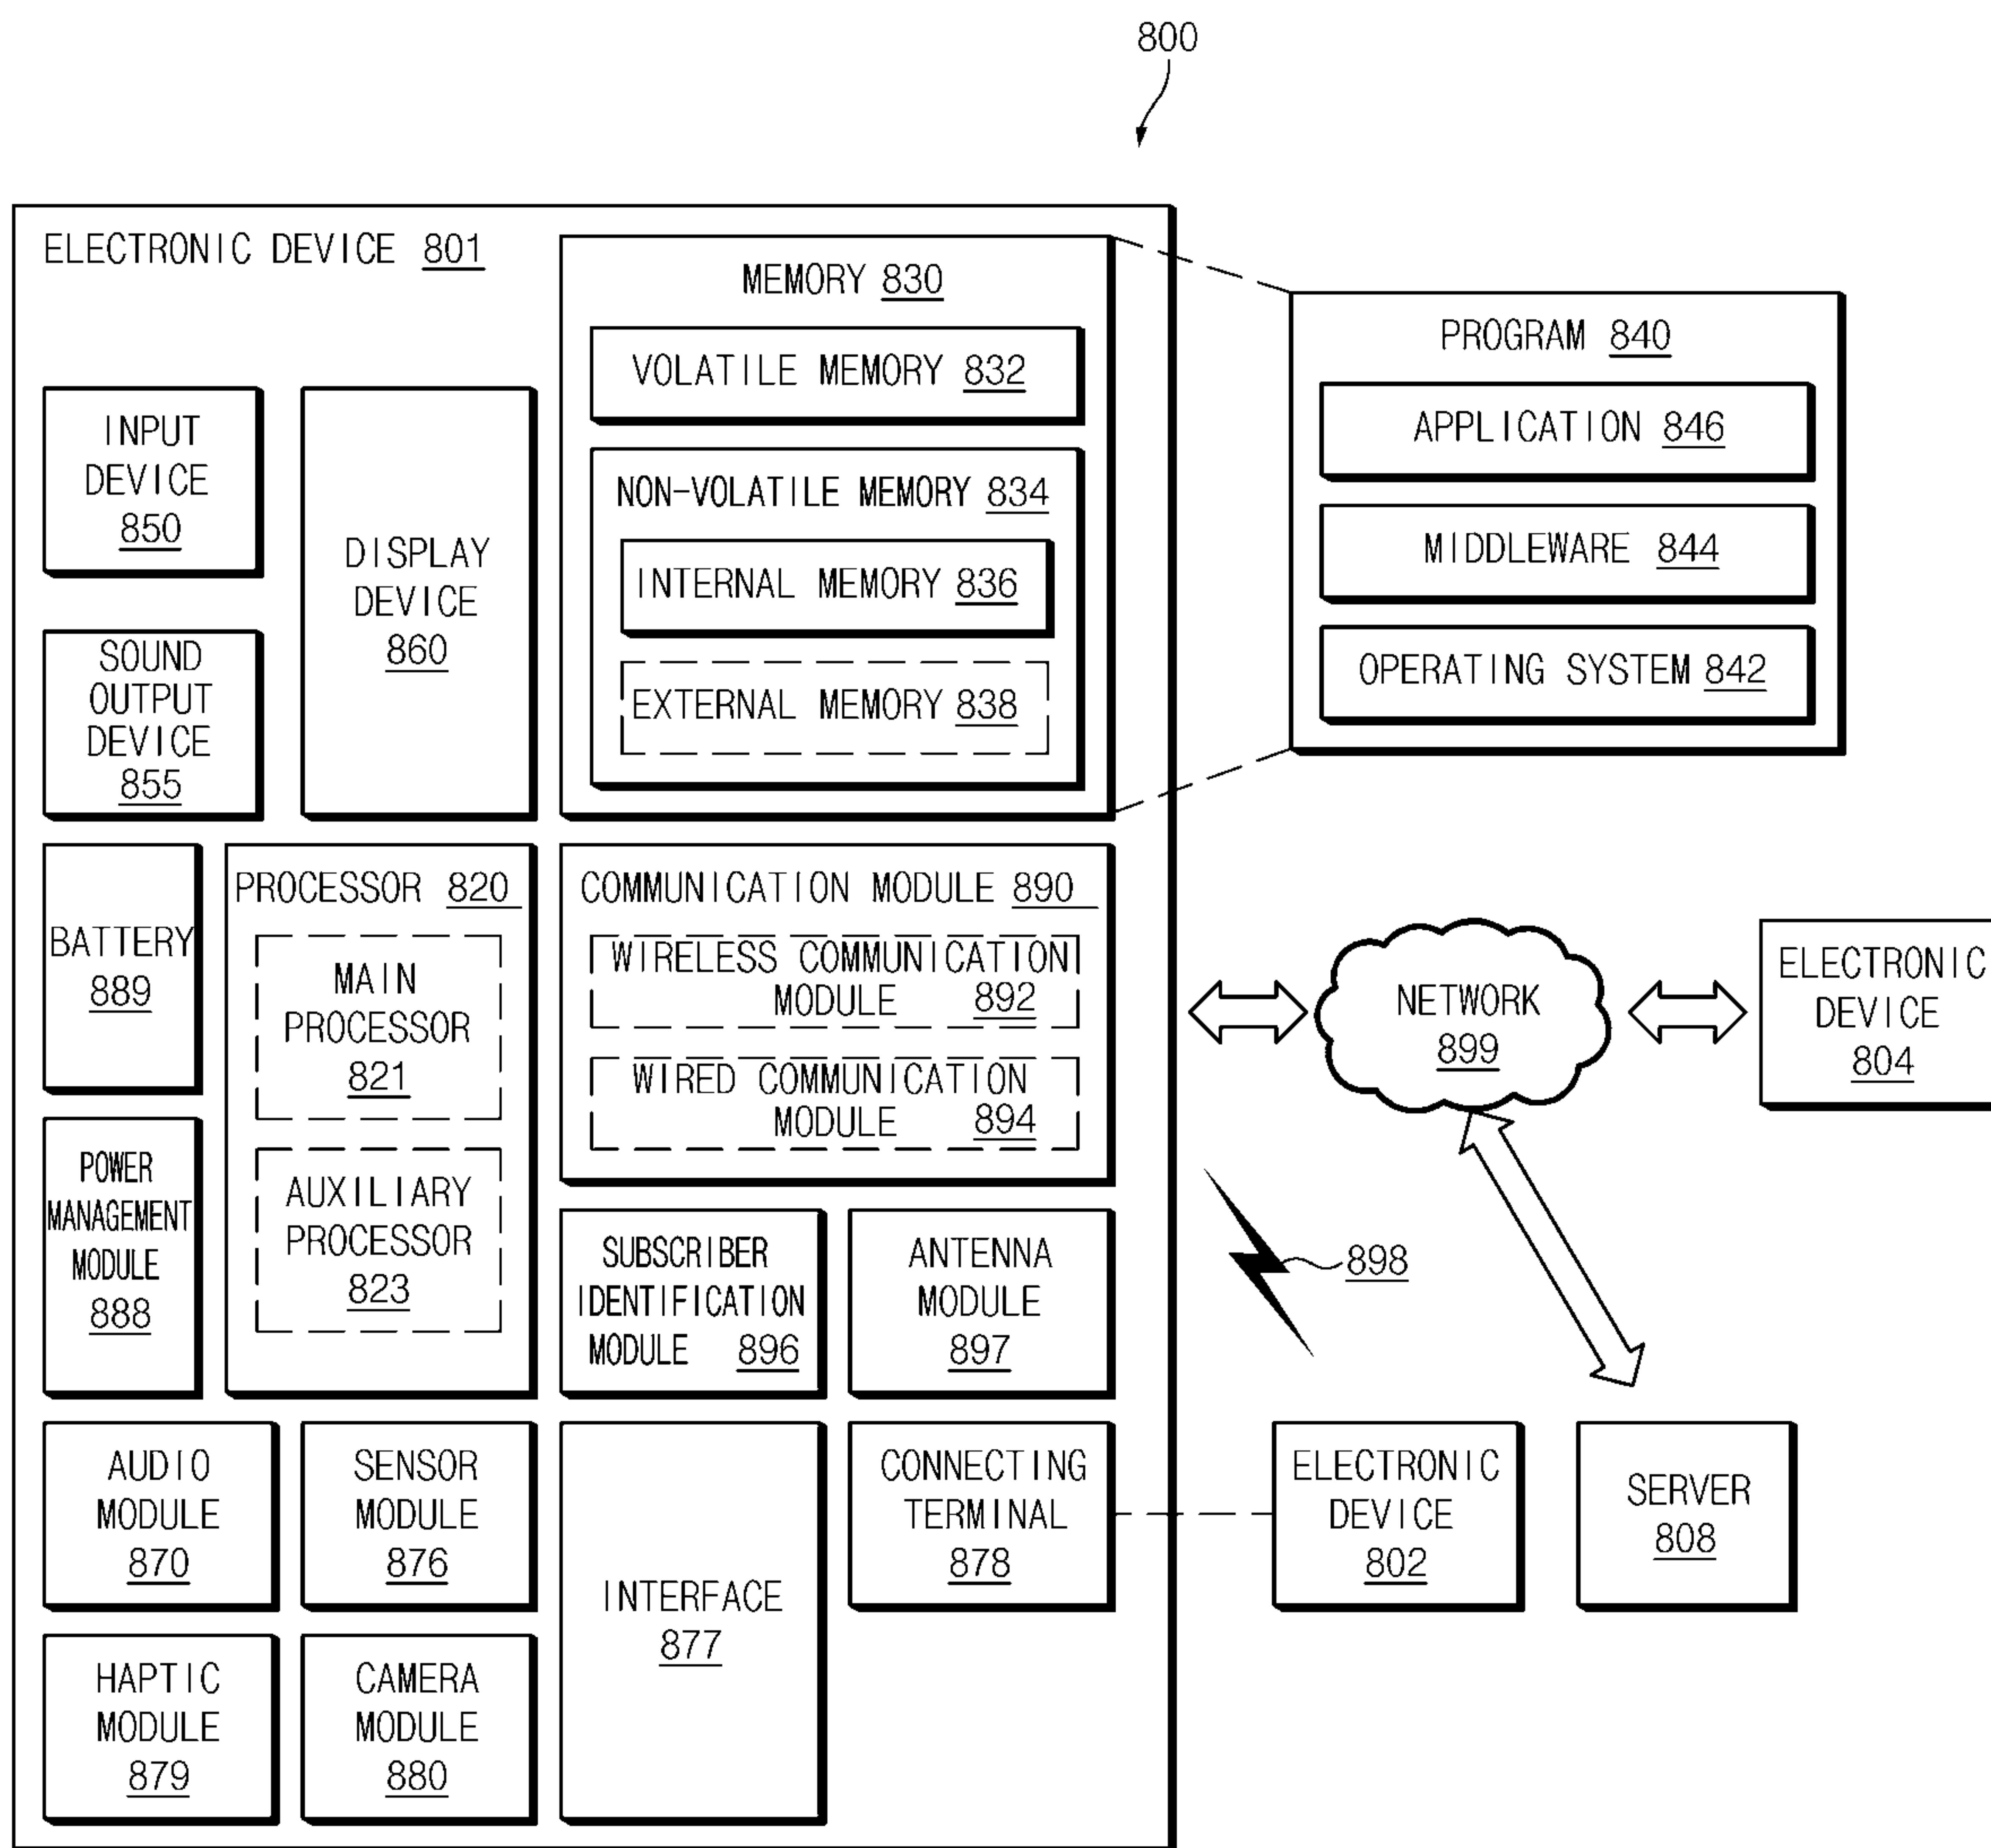 800
ELECTRONIC DEVICE 801
MEMORY 830
VOLATILE MEMORY 832
NON-VOLATILE MEMORY 834
INTERNAL MEMORY 836
EXTERNAL MEMORY 838
PROGRAM 840
APPLICATION 846
MIDDLEWARE 844
OPERATING SYSTEM 842
INPUT
DEVICE
850
DISPLAY
DEVICE
860
SOUND
OUTPUT
DEVICE
855
BATTERY
889
PROCESSOR 820
MAIN
PROCESSOR
821
AUXILIARY
PROCESSOR
823
COMMUNICATION MODULE 890
WIRELESS COMMUNICATION
MODULE 892
WIRED COMMUNICATION
MODULE 894
NETWORK
899
ELECTRONIC
DEVICE
804
POWER
MANAGEMENT
MODULE
888
SUBSCRIBER
IDENTIFICATION
MODULE 896
ANTENNA
MODULE
897
898
AUDIO
MODULE
870
SENSOR
MODULE
876
INTERFACE
877
CONNECTING
TERMINAL
878
ELECTRONIC
DEVICE
802
SERVER
808
HAPTIC
MODULE
879
CAMERA
MODULE
880